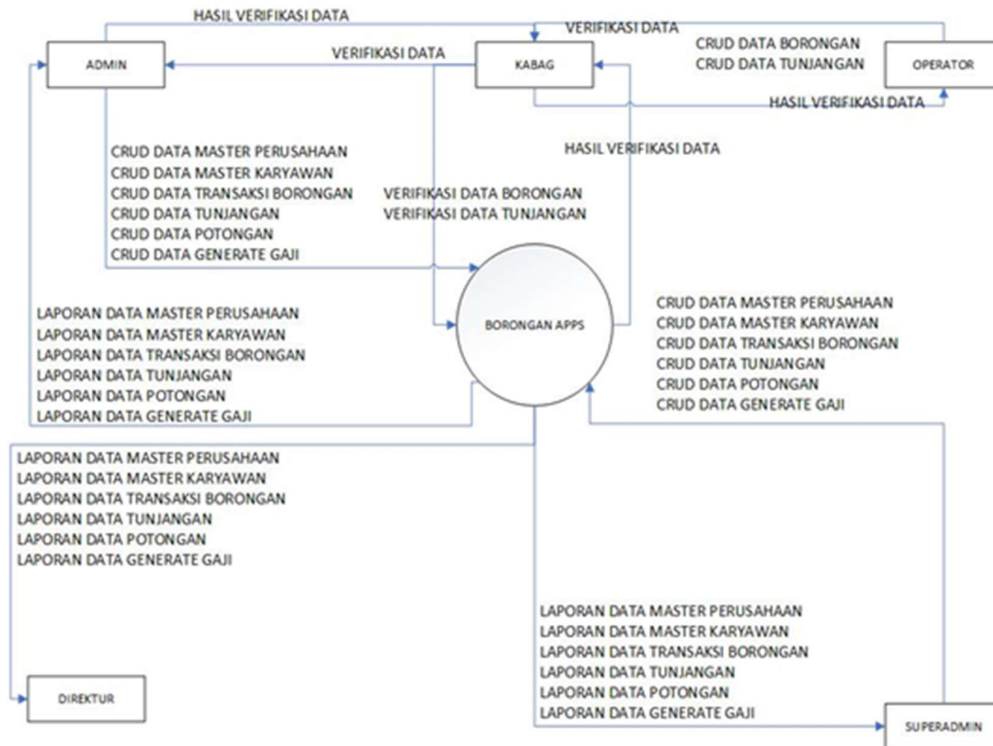 HASIL VERIFIKASI DATA
VERIFIKASI DATA
ADMIN
VERIFIKASI DATA
KABAG
CRUD DATA BORONGAN
CRUD DATA TUNJANGAN
OPERATOR
HASIL VERIFIKASI DATA
HASIL VERIFIKASI DATA
CRUD DATA MASTER PERUSAHAAN
CRUD DATA MASTER KARYAWAN
CRUD DATA TRANSAKSI BORONGAN
CRUD DATA TUNJANGAN
CRUD DATA POTONGAN
CRUD DATA GENERATE GAJI
VERIFIKASI DATA BORONGAN
VERIFIKASI DATA TUNJANGAN
BORONGAN APPS
LAPORAN DATA MASTER PERUSAHAAN
LAPORAN DATA MASTER KARYAWAN
LAPORAN DATA TRANSAKSI BORONGAN
LAPORAN DATA TUNJANGAN
LAPORAN DATA POTONGAN
LAPORAN DATA GENERATE GAJI
CRUD DATA MASTER PERUSAHAAN
CRUD DATA MASTER KARYAWAN
CRUD DATA TRANSAKSI BORONGAN
CRUD DATA TUNJANGAN
CRUD DATA POTONGAN
CRUD DATA GENERATE GAJI
LAPORAN DATA MASTER PERUSAHAAN
LAPORAN DATA MASTER KARYAWAN
LAPORAN DATA TRANSAKSI BORONGAN
LAPORAN DATA TUNJANGAN
LAPORAN DATA POTONGAN
LAPORAN DATA GENERATE GAJI
DIREKTUR
LAPORAN DATA MASTER PERUSAHAAN
LAPORAN DATA MASTER KARYAWAN
LAPORAN DATA TRANSAKSI BORONGAN
LAPORAN DATA TUNJANGAN
LAPORAN DATA POTONGAN
LAPORAN DATA GENERATE GAJI
SUPERADMIN